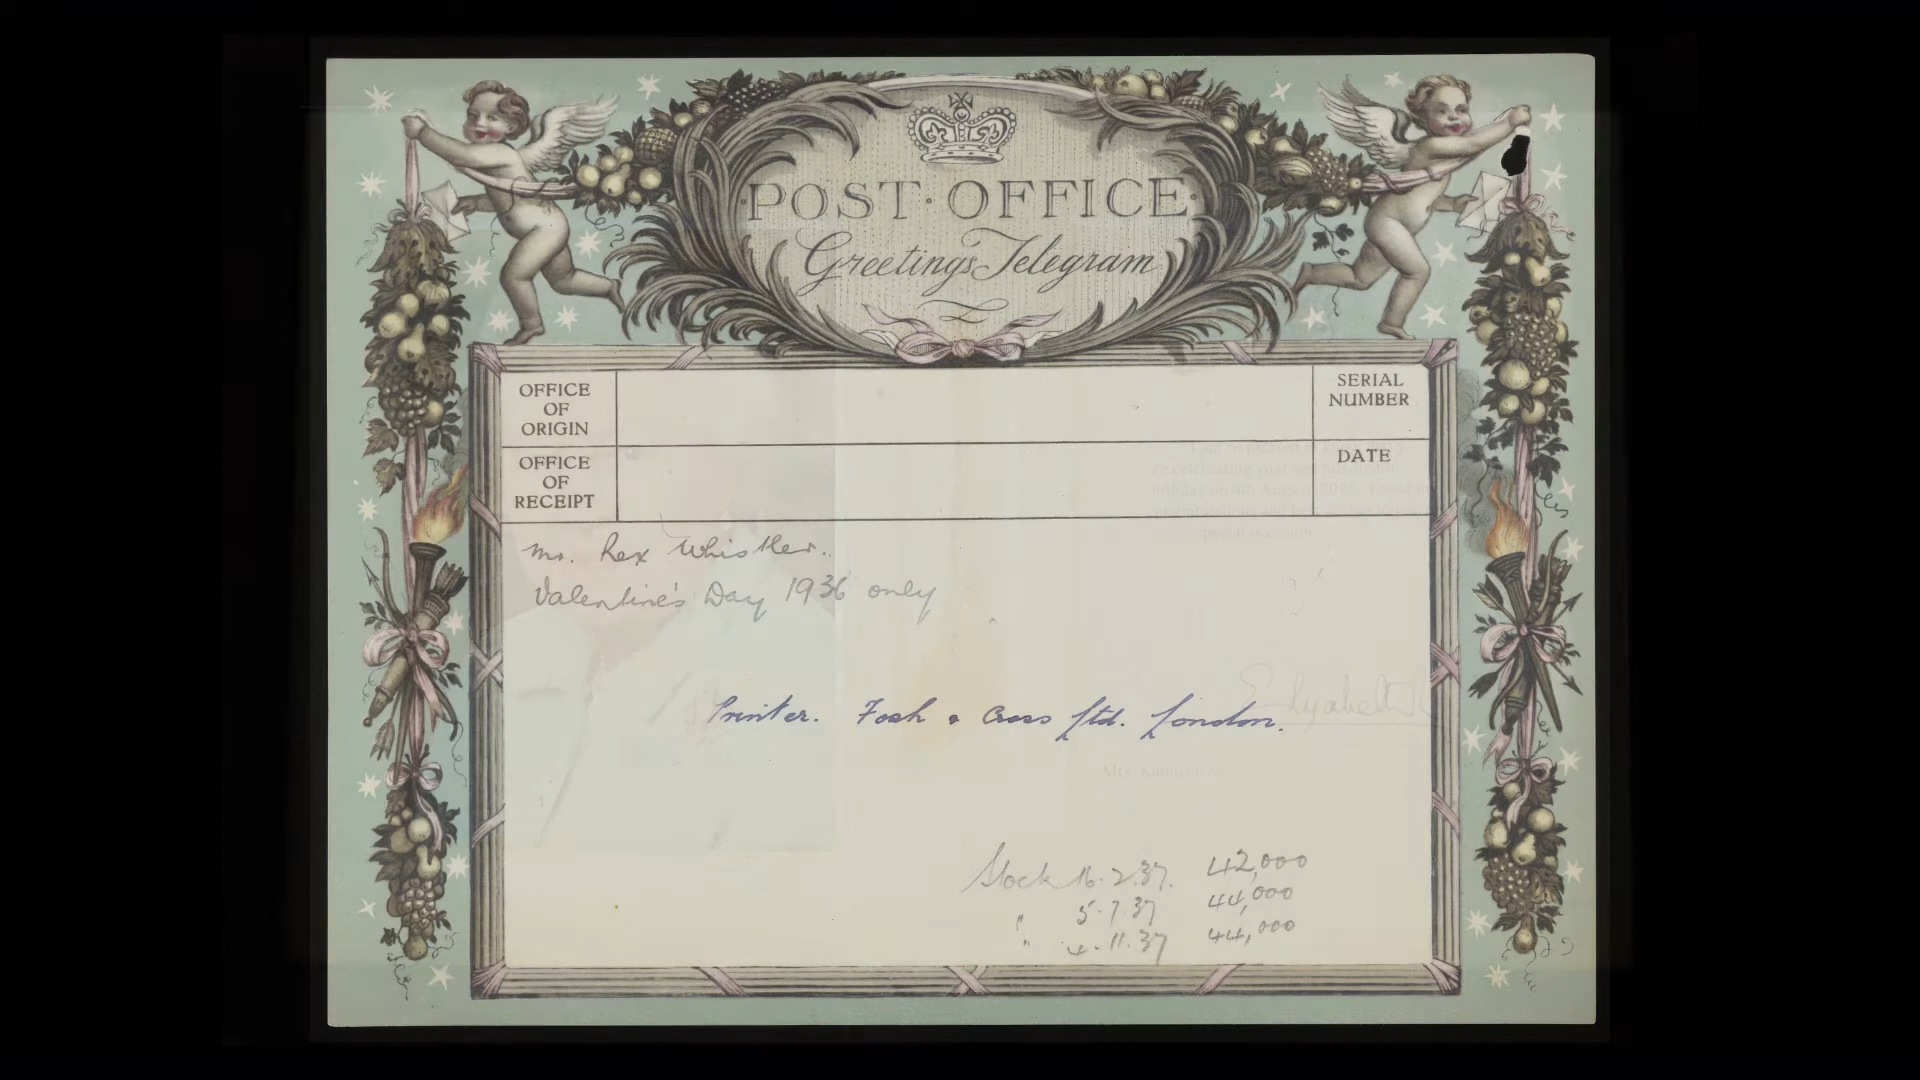 POST OFFICE
Greetings Telegram
OFFICE OF ORIGIN
SERIAL NUMBER
OFFICE OF RECEIPT
DATE
Mr. Rex Whistler.
Valentine's Day 1936 only
Printer. Fosh & Cross Ltd. London.
Stock 16.2.37. 42,000
" 5.7.37 44,000
" 4.11.37 44,000
Elizabeth R